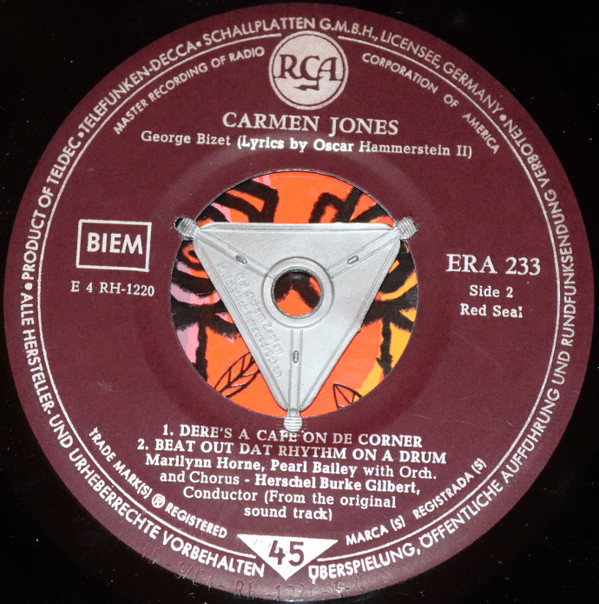 ALLE HERSTELLER- UND URHEBERRECHTE VORBEHALTEN
• PRODUCT OF TELDEC • TELEFUNKEN-DECCA • SCHALLPLATTEN G.M.B.H., LICENSEE, GERMANY •
ÜBERSPIELUNG, ÖFFENTLICHE AUFFÜHRUNG UND RUNDFUNKSENDUNG VERBOTEN
MASTER RECORDING OF RADIO CORPORATION OF AMERICA
RCA
CARMEN JONES
George Bizet (Lyrics by Oscar Hammerstein II)
BIEM
E 4 RH-1220
ERA 233
Side 2
Red Seal
1. DERE'S A CAFE ON DE CORNER
2. BEAT OUT DAT RHYTHM ON A DRUM
Marilynn Horne, Pearl Bailey with Orch.
and Chorus - Herschel Burke Gilbert,
Conductor (From the original
sound track)
TRADE MARK(S) ® REGISTERED
MARCA (S) REGISTRADA (S)
45